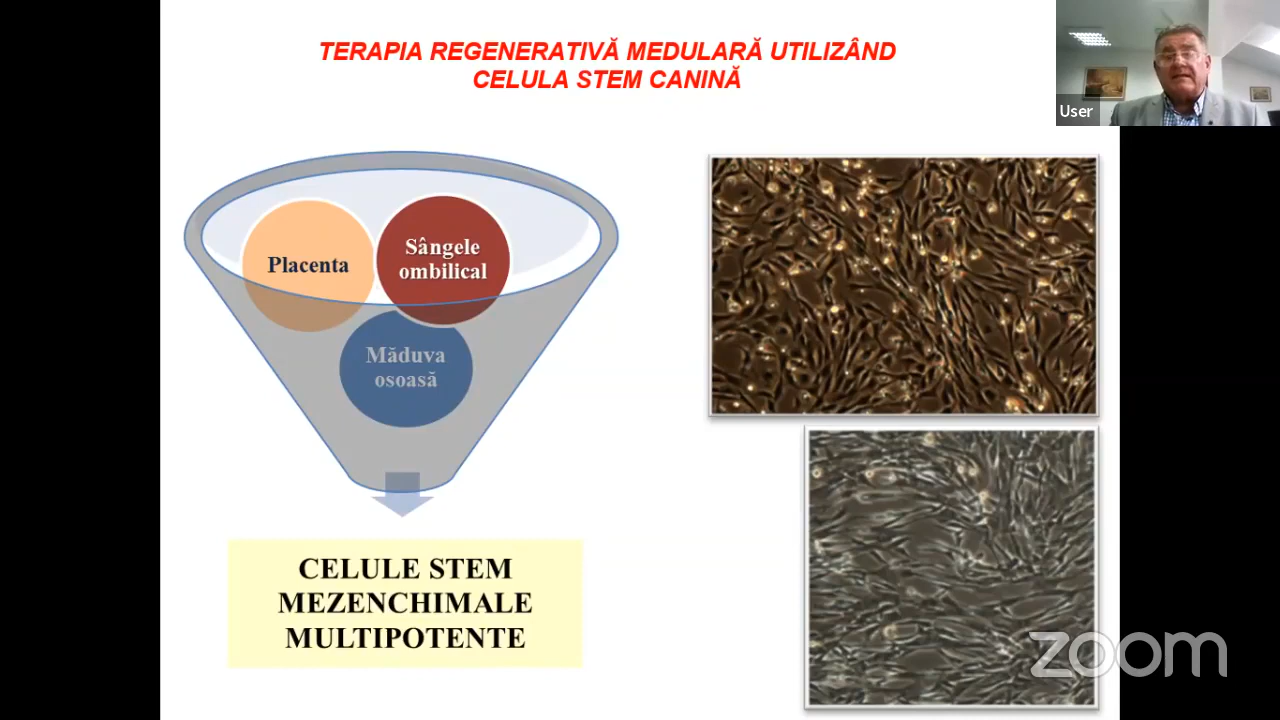 TERAPIA REGENERATIVĂ MEDULARĂ UTILIZÂND
CELULA STEM CANINĂ
User
Placenta
Sângele
ombilical
Măduva
osoasă
CELULE STEM
MEZENCHIMALE
MULTIPOTENTE
zoom